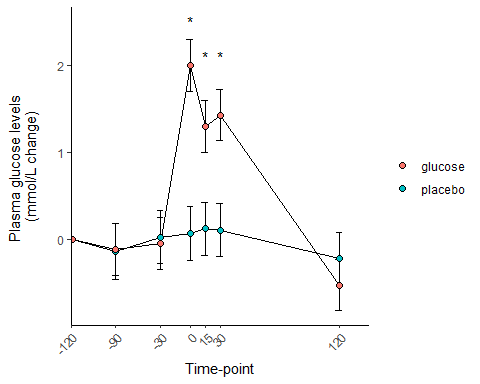 Plasma glucose levels
(mmol/L change)
2
1
0
*
*
*
-120
-90
-30
0
15
30
120
Time-point
glucose
placebo